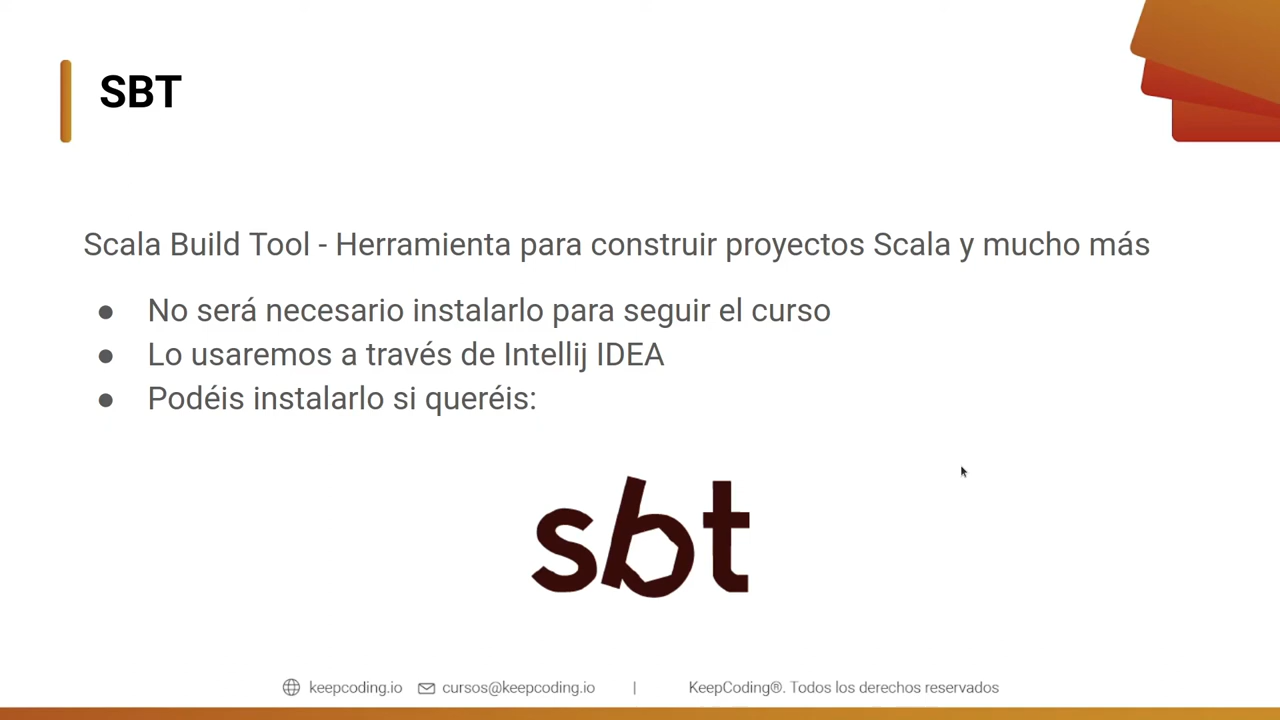 SBT
Scala Build Tool - Herramienta para construir proyectos Scala y mucho más
● No será necesario instalarlo para seguir el curso
● Lo usaremos a través de Intellij IDEA
● Podéis instalarlo si queréis:
sbt
keepcoding.io cursos@keepcoding.io | KeepCoding®. Todos los derechos reservados